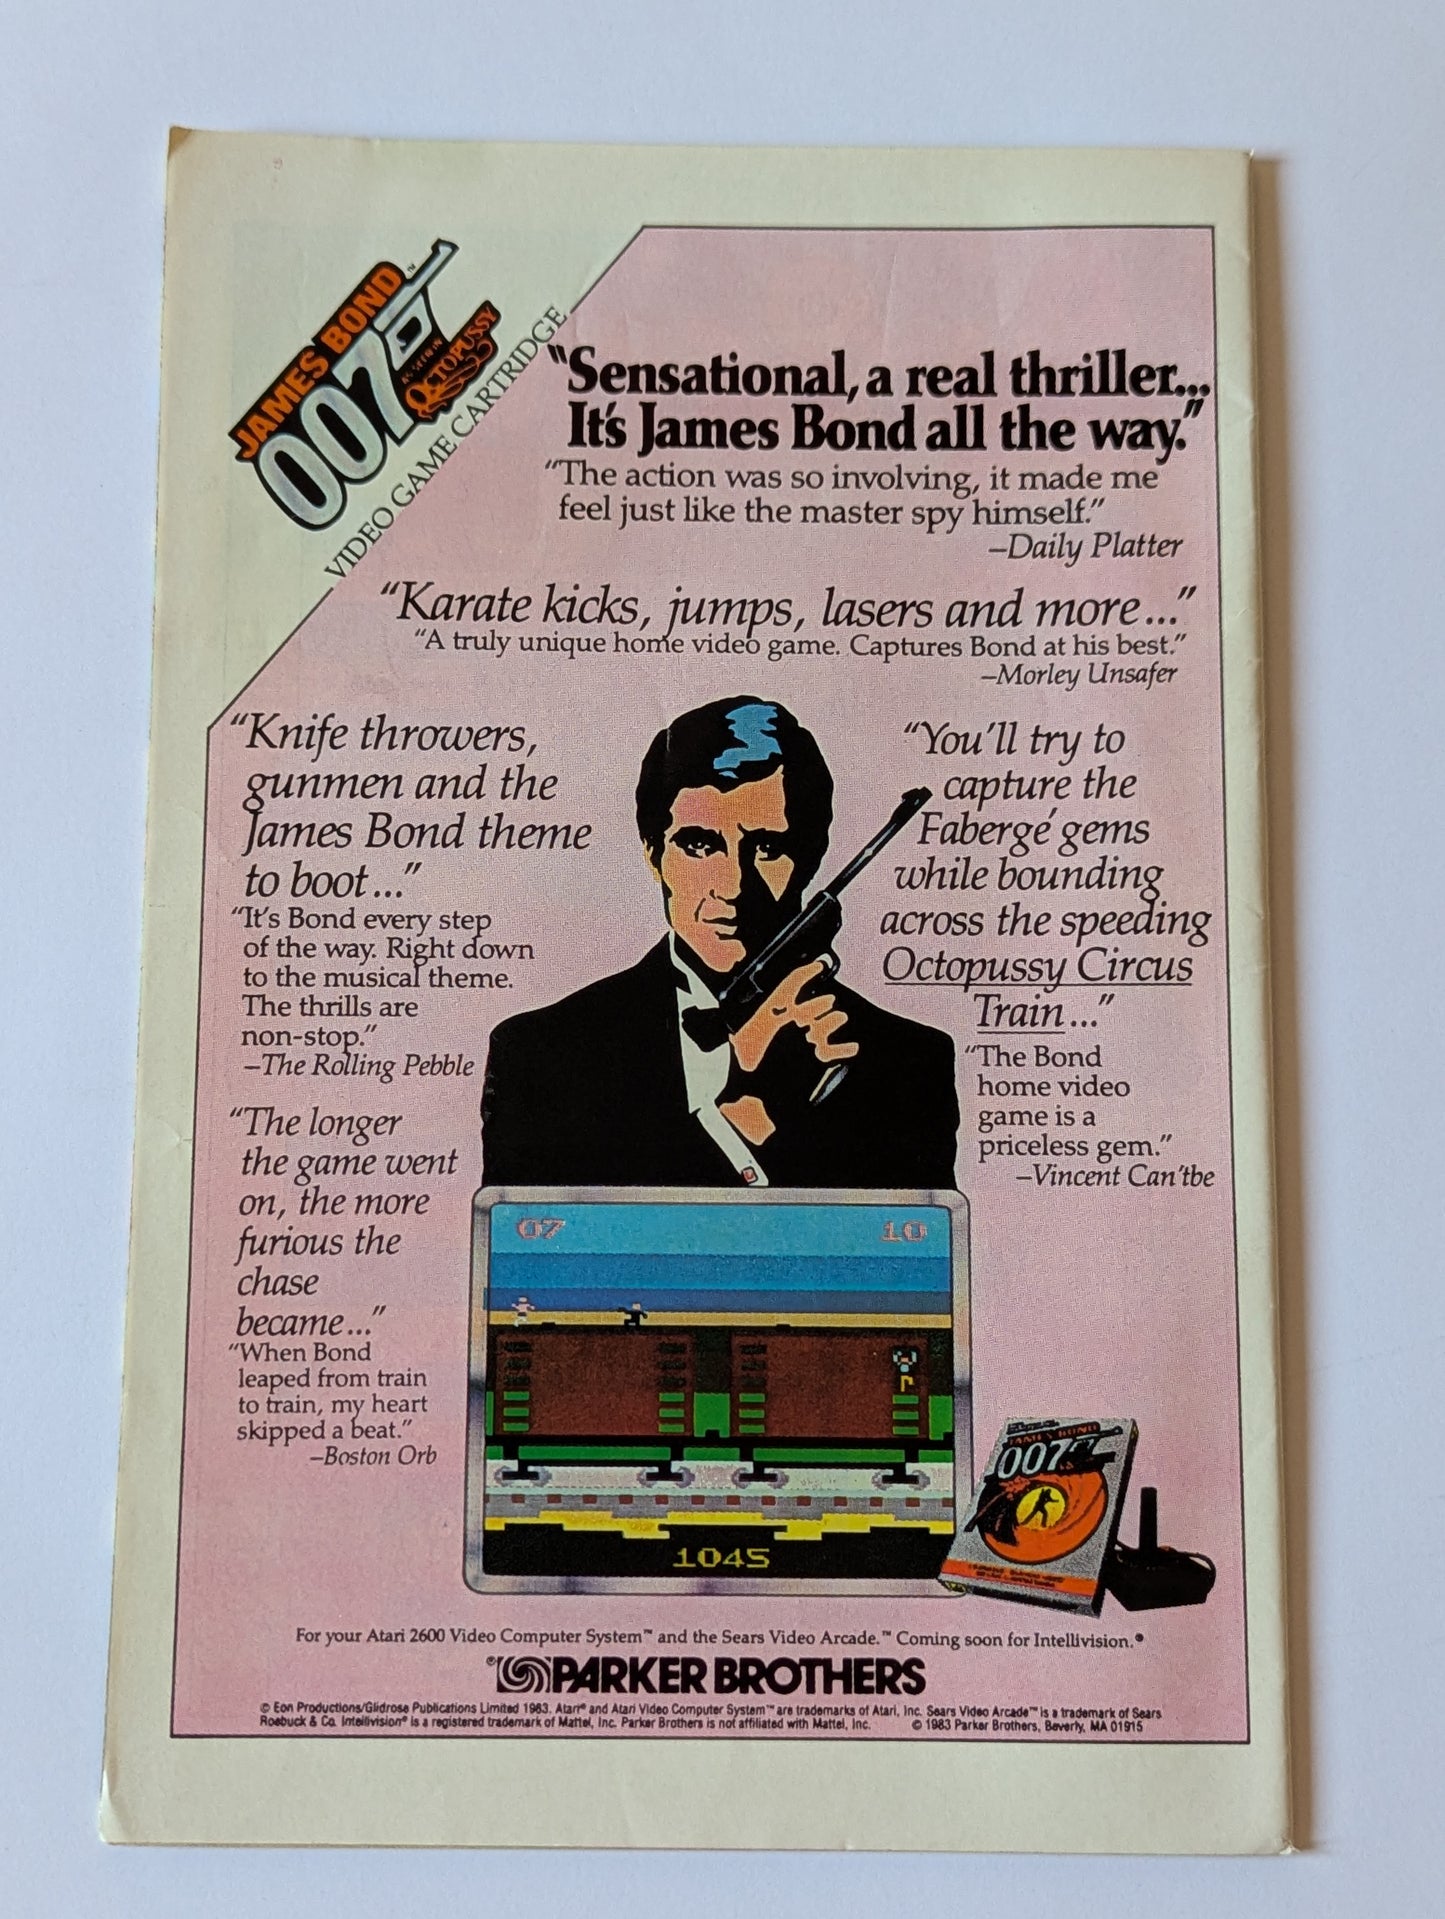 JAMES BOND™
007
AS SEEN IN
OCTOPUSSY
VIDEO GAME CARTRIDGE
“Sensational, a real thriller...
It's James Bond all the way.”
“The action was so involving, it made me
feel just like the master spy himself.”
–Daily Platter
“Karate kicks, jumps, lasers and more...”
“A truly unique home video game. Captures Bond at his best.”
–Morley Unsafer
“Knife throwers,
gunmen and the
James Bond theme
to boot...”
“It's Bond every step
of the way. Right down
to the musical theme.
The thrills are
non-stop.”
–The Rolling Pebble
“The longer
the game went
on, the more
furious the
chase
became...”
“When Bond
leaped from train
to train, my heart
skipped a beat.”
–Boston Orb
“You'll try to
capture the
Fabergé gems
while bounding
across the speeding
Octopussy Circus
Train...”
“The Bond
home video
game is a
priceless gem.”
–Vincent Can'tbe
07
10
1045
JAMES BOND
007
For your Atari 2600 Video Computer System™ and the Sears Video Arcade.™ Coming soon for Intellivision.®
®PARKER BROTHERS
© Eon Productions/Glidrose Publications Limited 1983. Atari® and Atari Video Computer System™ are trademarks of Atari, Inc. Sears Video Arcade™ is a trademark of Sears
Roebuck & Co. Intellivision® is a registered trademark of Mattel, Inc. Parker Brothers is not affiliated with Mattel, Inc. © 1983 Parker Brothers, Beverly, MA 01915